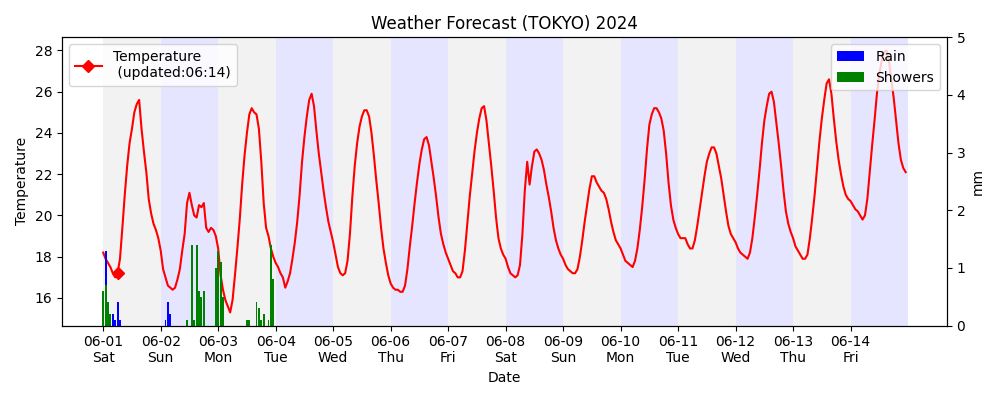 Weather Forecast (TOKYO) 2024
Temperature
(updated:06:14)
Rain
Showers
Temperature
28
26
24
22
20
18
16
5
4
3
2
1
0
mm
06-01 06-02 06-03 06-04 06-05 06-06 06-07 06-08 06-09 06-10 06-11 06-12 06-13 06-14
Sat Sun Mon Tue Wed Thu Fri Sat Sun Mon Tue Wed Thu Fri
Date